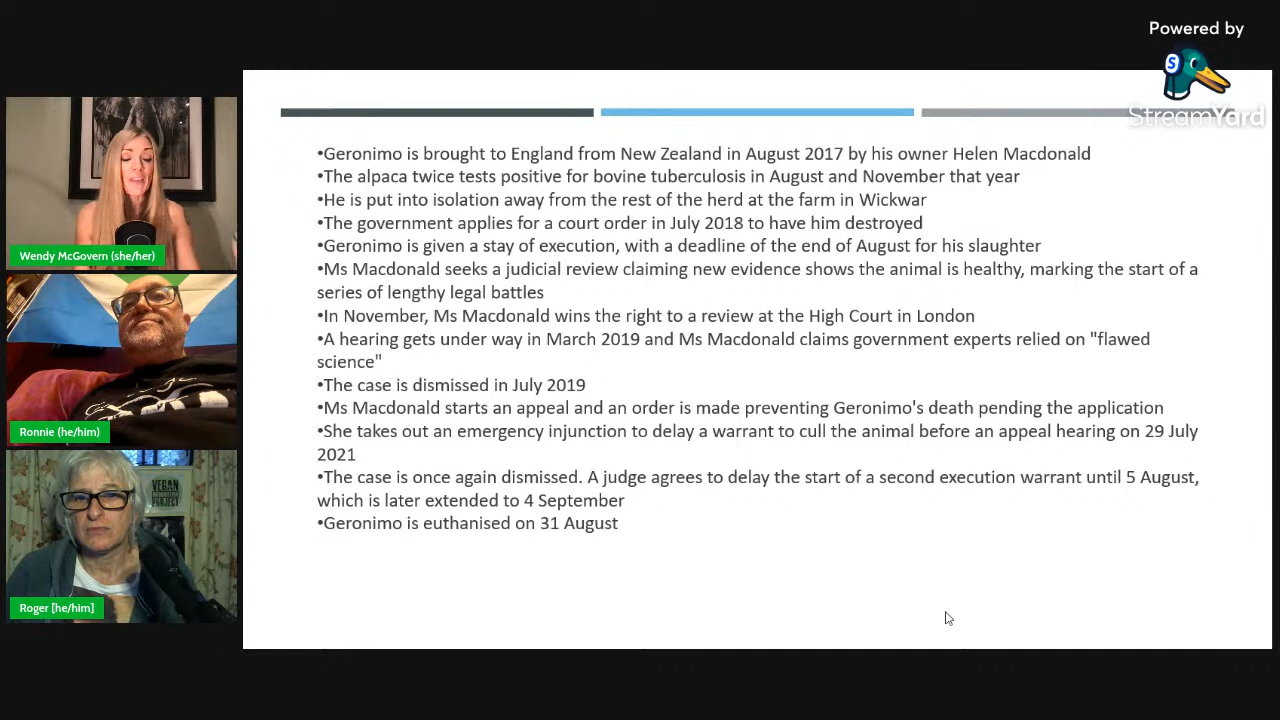 Powered by
S
StreamYard
•Geronimo is brought to England from New Zealand in August 2017 by his owner Helen Macdonald
•The alpaca twice tests positive for bovine tuberculosis in August and November that year
•He is put into isolation away from the rest of the herd at the farm in Wickwar
•The government applies for a court order in July 2018 to have him destroyed
•Geronimo is given a stay of execution, with a deadline of the end of August for his slaughter
•Ms Macdonald seeks a judicial review claiming new evidence shows the animal is healthy, marking the start of a
series of lengthy legal battles
•In November, Ms Macdonald wins the right to a review at the High Court in London
•A hearing gets under way in March 2019 and Ms Macdonald claims government experts relied on "flawed
science"
•The case is dismissed in July 2019
•Ms Macdonald starts an appeal and an order is made preventing Geronimo's death pending the application
•She takes out an emergency injunction to delay a warrant to cull the animal before an appeal hearing on 29 July
2021
•The case is once again dismissed. A judge agrees to delay the start of a second execution warrant until 5 August,
which is later extended to 4 September
•Geronimo is euthanised on 31 August
Wendy McGovern (she/her)
Ronnie (he/him)
VEGAN
PROJECT
Roger [he/him]